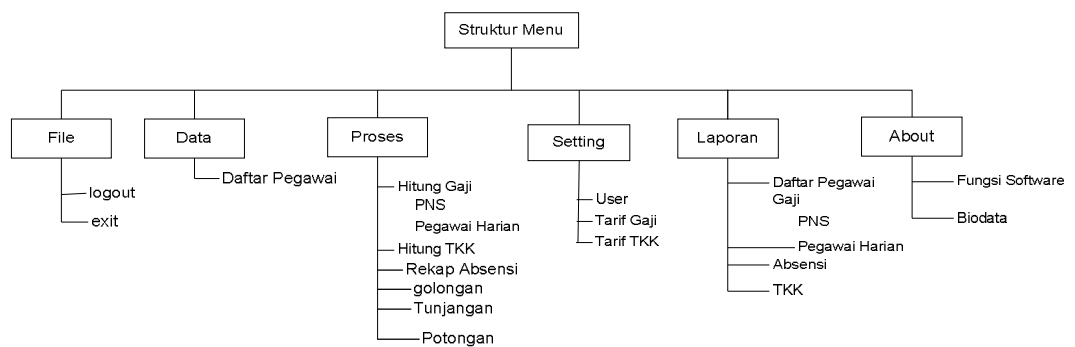 Struktur Menu
File
logout
exit
Data
Daftar Pegawai
Proses
Hitung Gaji
PNS
Pegawai Harian
Hitung TKK
Rekap Absensi
golongan
Tunjangan
Potongan
Setting
User
Tarif Gaji
Tarif TKK
Laporan
Daftar Pegawai
Gaji
PNS
Pegawai Harian
Absensi
TKK
About
Fungsi Software
Biodata